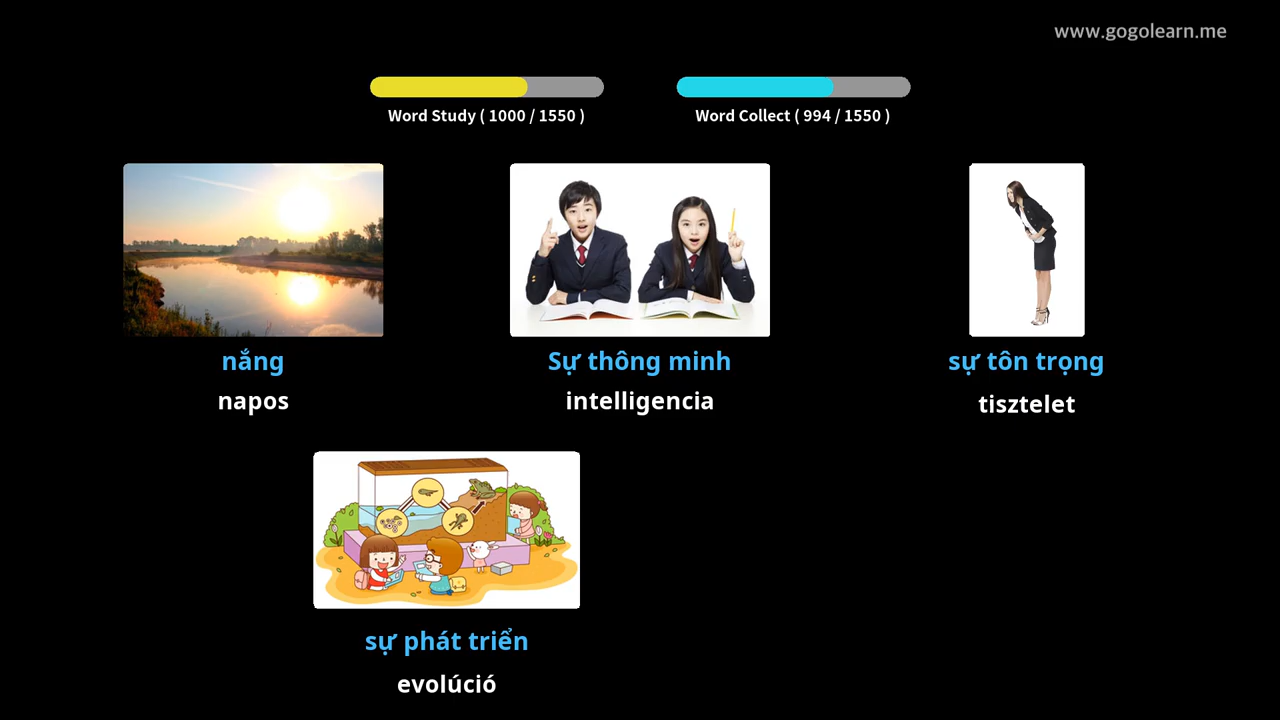 www.gogolearn.me
Word Study ( 1000 / 1550 )
Word Collect ( 994 / 1550 )
nắng
napos
Sự thông minh
intelligencia
sự tôn trọng
tisztelet
sự phát triển
evolúció